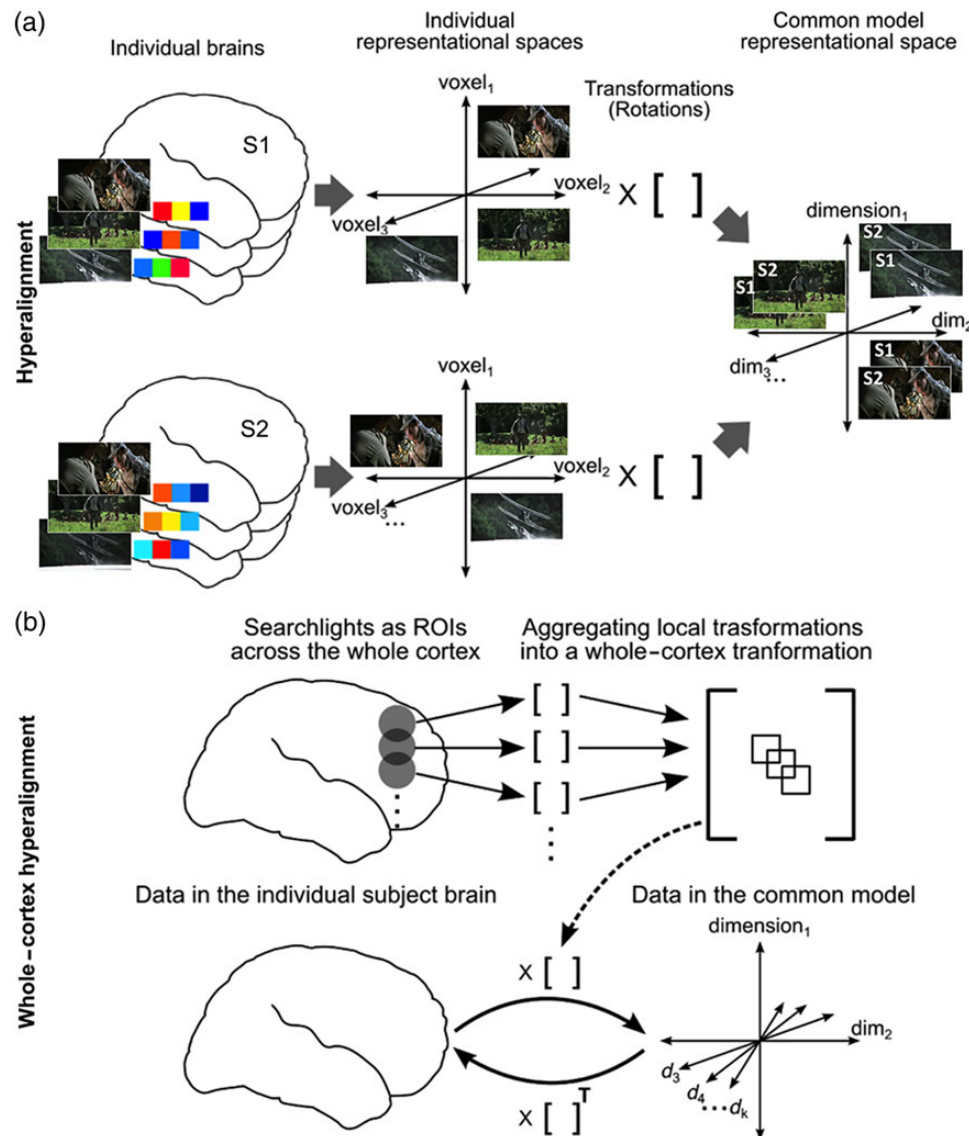 (a)
Individual brains
Individual
representational spaces
Common model
representational space
Transformations
(Rotations)
Hyperalignment
S1
voxel₁
voxel₂
voxel₃
X [ ]
S2
voxel₁
voxel₂
voxel₃
...
X [ ]
dimension₁
S2
S1
S2
S1
dim₂
dim₃
...
S1
S2
(b)
Whole-cortex hyperalignment
Searchlights as ROIs
across the whole cortex
Aggregating local trasformations
into a whole-cortex tranformation
[ ]
[ ]
[ ]
Data in the individual subject brain
Data in the common model
X [ ]
X [ ]ᵀ
dimension₁
dim₂
d₃
d₄
...dₖ